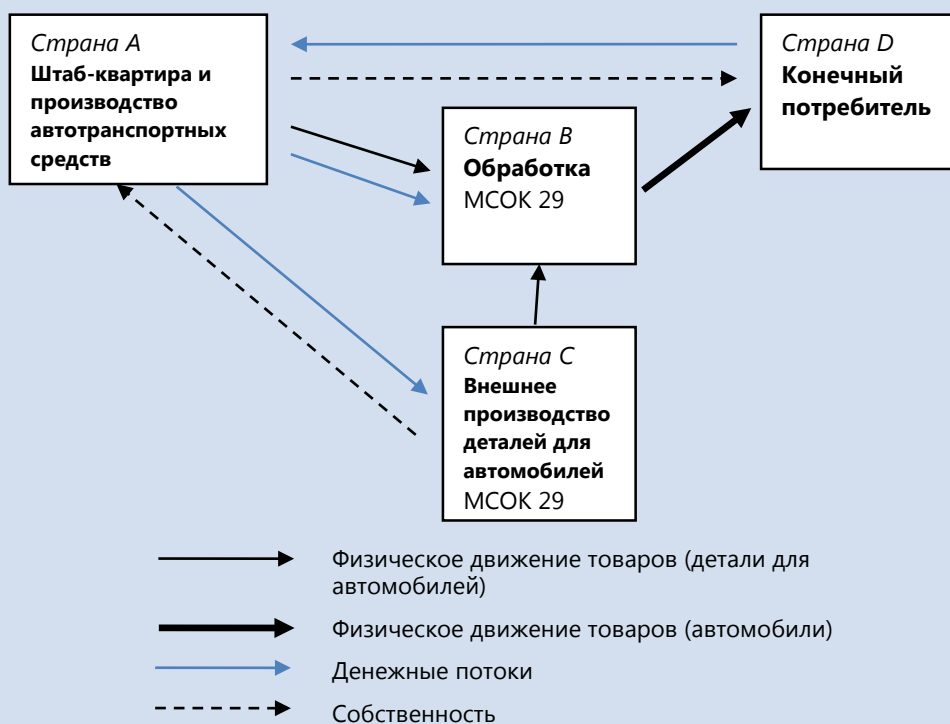 Страна A
Штаб-квартира и
производство
автотранспортных
средств
Страна D
Конечный
потребитель
Страна B
Обработка
МСОК 29
Страна C
Внешнее
производство
деталей для
автомобилей
МСОК 29
Физическое движение товаров (детали для
автомобилей)
Физическое движение товаров (автомобили)
Денежные потоки
Собственность